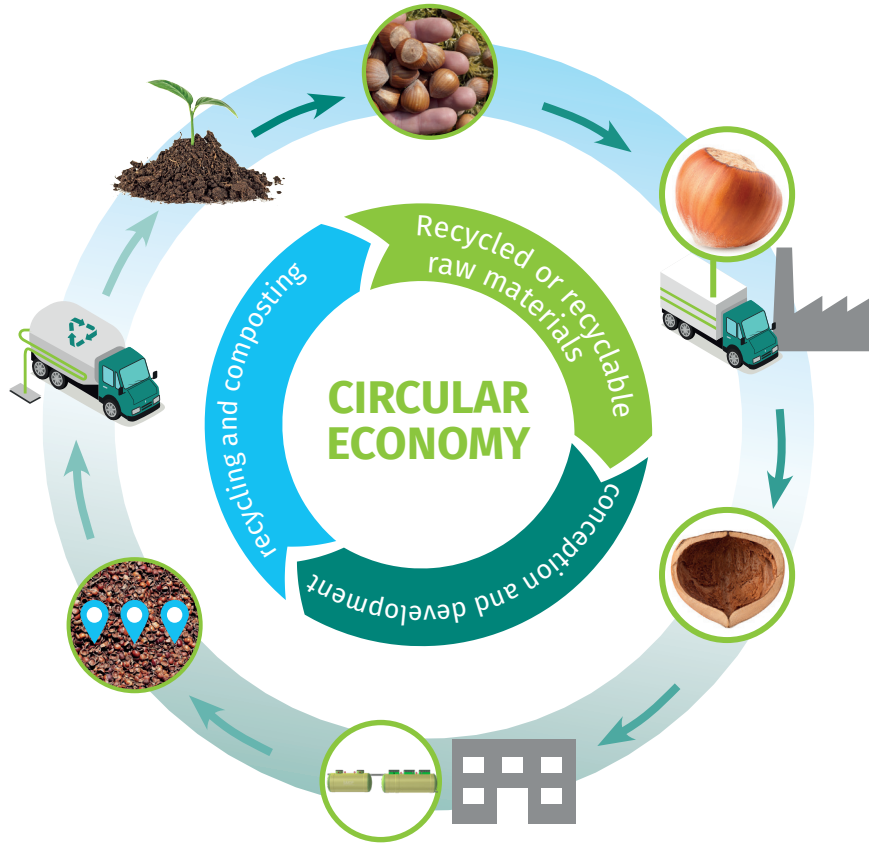 CIRCULAR
ECONOMY
Recycled or recyclable
raw materials
conception and development
recycling and composting